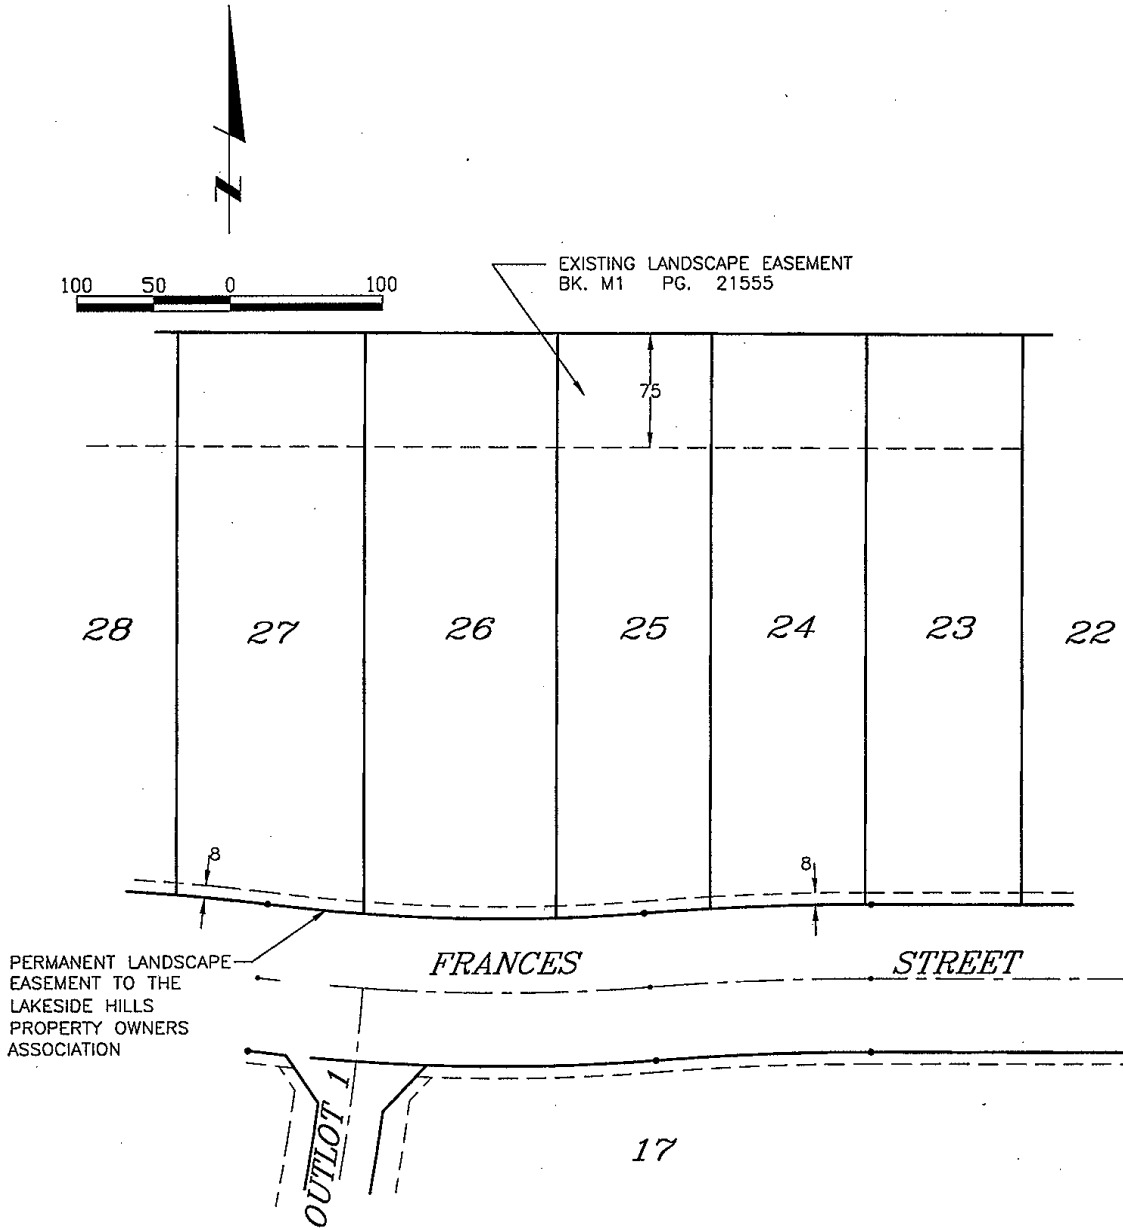 N
100 50 0 100
EXISTING LANDSCAPE EASEMENT
BK. M1 PG. 21555
75
28 27 26 25 24 23 22
8
8
PERMANENT LANDSCAPE
EASEMENT TO THE
LAKESIDE HILLS
PROPERTY OWNERS
ASSOCIATION
FRANCES STREET
OUTLOT 1
17